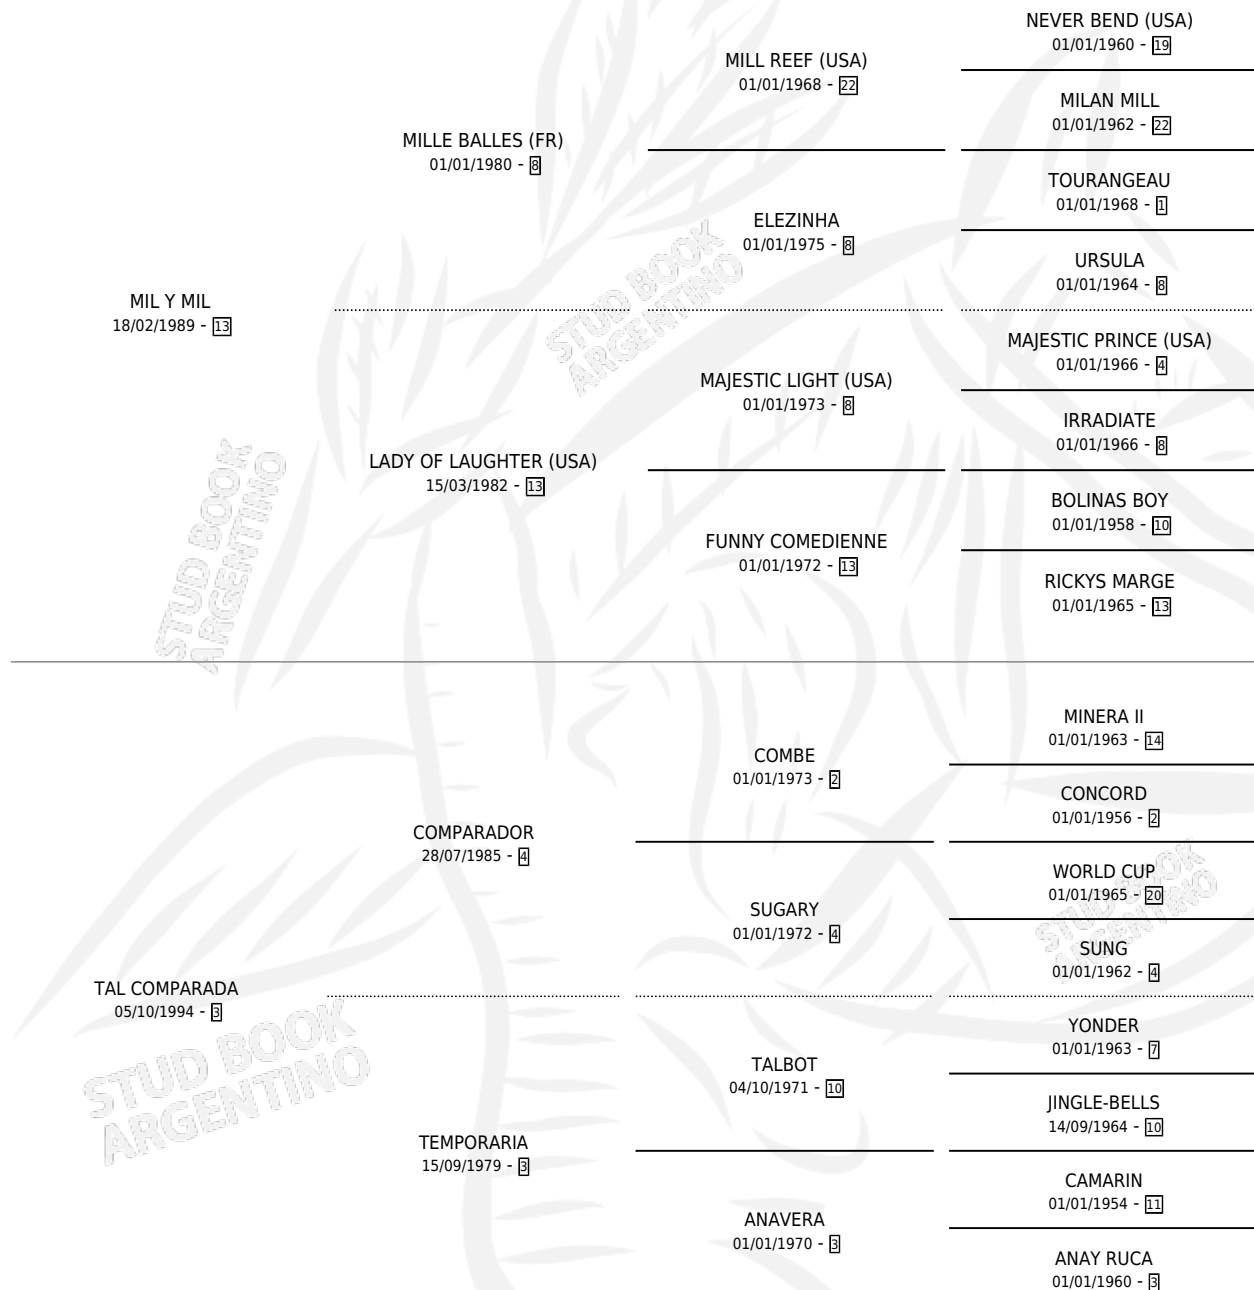 NEVER BEND (USA)
01/01/1960 - 19
MILL REEF (USA)
01/01/1968 - 22
MILAN MILL
01/01/1962 - 22
MILLE BALLES (FR)
01/01/1980 - 8
TOURANGEAU
01/01/1968 - 1
ELEZINHA
01/01/1975 - 8
URSULA
01/01/1964 - 8
MIL Y MIL
18/02/1989 - 13
STUD BOOK
ARGENTINO
MAJESTIC PRINCE (USA)
01/01/1966 - 4
MAJESTIC LIGHT (USA)
01/01/1973 - 8
IRRADIATE
01/01/1966 - 8
LADY OF LAUGHTER (USA)
15/03/1982 - 13
BOLINAS BOY
01/01/1958 - 10
FUNNY COMEDIENNE
01/01/1972 - 13
RICKYS MARGE
01/01/1965 - 13
STUD BOOK
ARGENTINO
MINERA II
01/01/1963 - 14
COMBE
01/01/1973 - 2
CONCORD
01/01/1956 - 2
COMPARADOR
28/07/1985 - 4
WORLD CUP
01/01/1965 - 20
SUGARY
01/01/1972 - 4
SUNG
01/01/1962 - 4
STUD BOOK
ARGENTINO
TAL COMPARADA
05/10/1994 - 3
YONDER
01/01/1963 - 7
TALBOT
04/10/1971 - 10
JINGLE-BELLS
14/09/1964 - 10
STUD BOOK
ARGENTINO
TEMPORARIA
15/09/1979 - 3
CAMARIN
01/01/1954 - 11
ANAVERA
01/01/1970 - 3
ANAY RUCA
01/01/1960 - 3